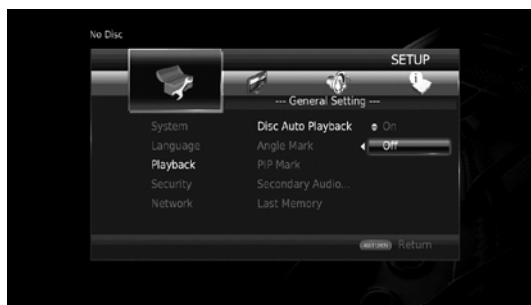 No Disc
SETUP
--- General Setting ---
System
Disc Auto Playback
On
Language
Angle Mark
Off
Playback
PIP Mark
Security
Secondary Audio...
Network
Last Memory
Return